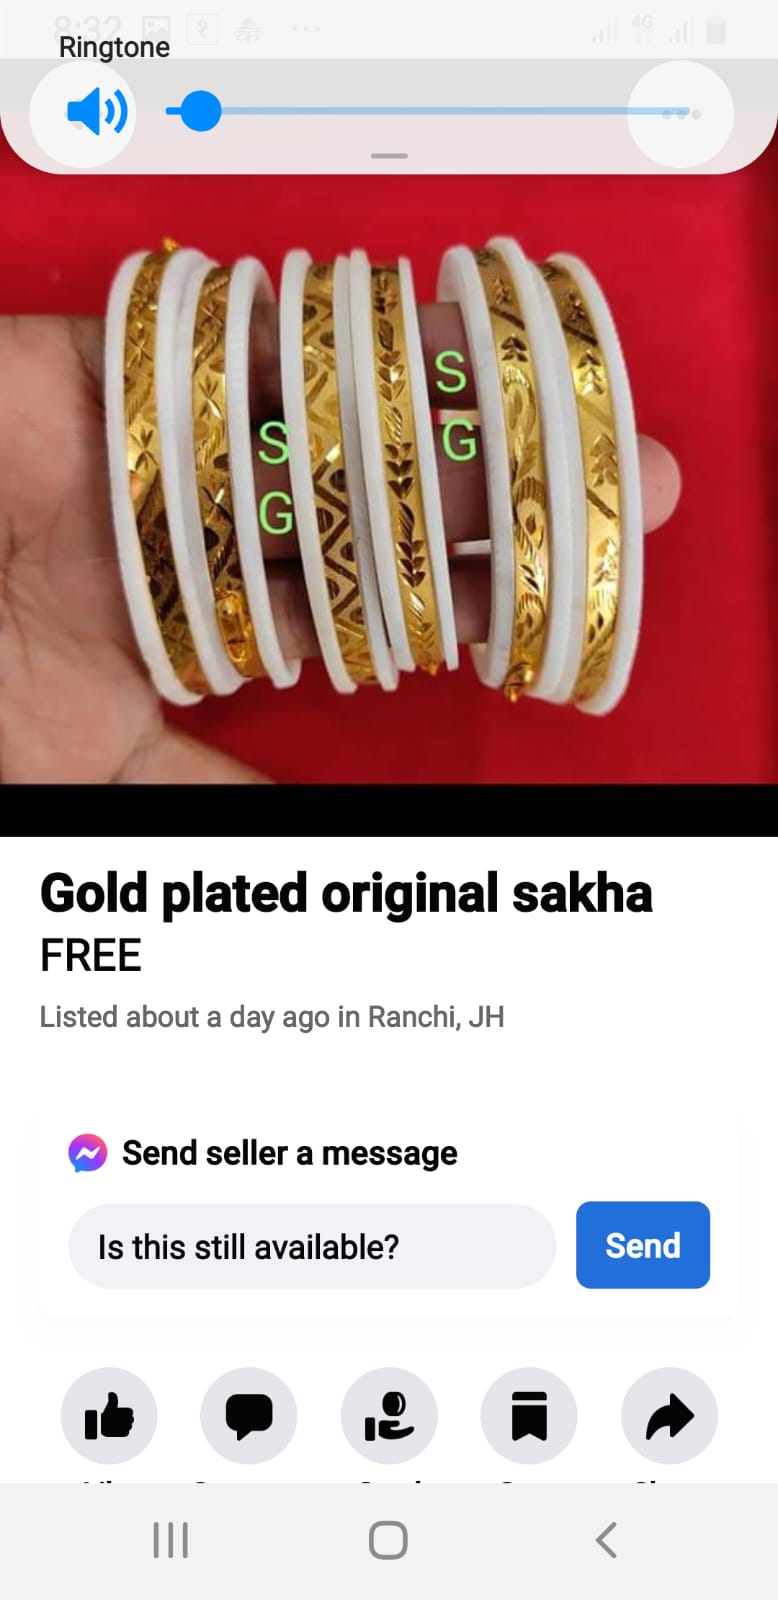 8:32
4G
Ringtone
S
G
S
G
Gold plated original sakha
FREE
Listed about a day ago in Ranchi, JH
Send seller a message
Is this still available?
Send